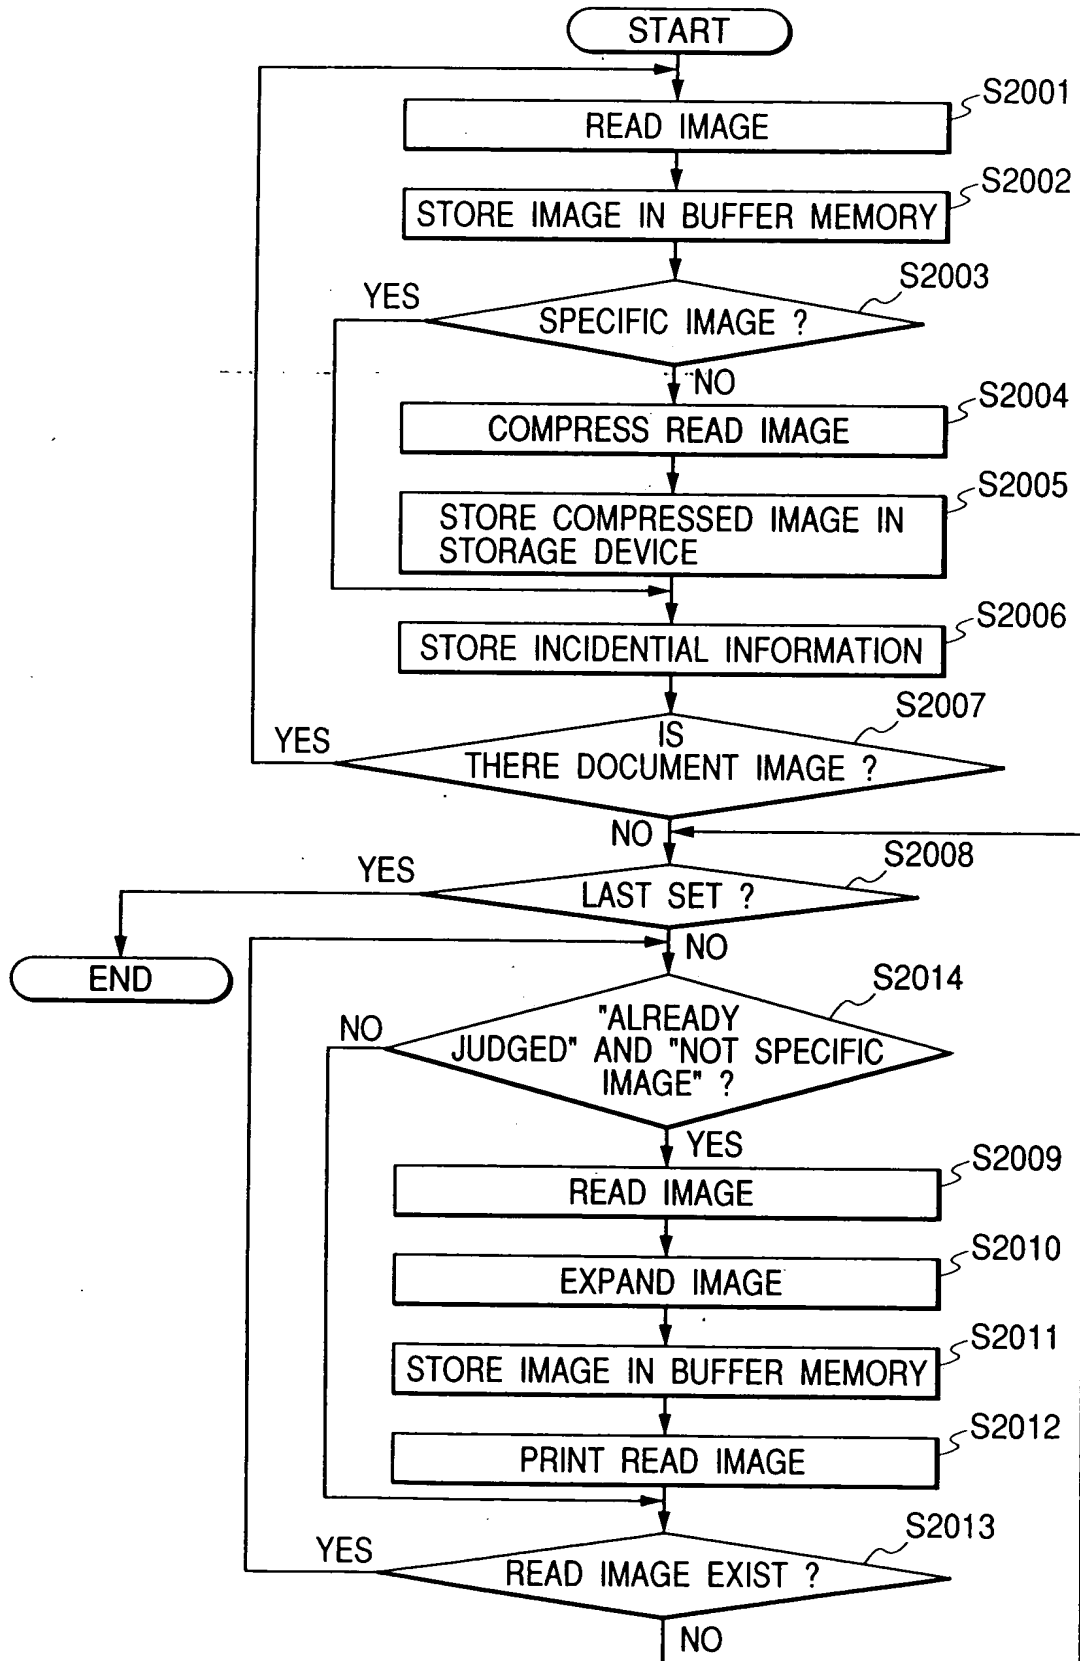 START
S2001
READ IMAGE
S2002
STORE IMAGE IN BUFFER MEMORY
S2003
YES
SPECIFIC IMAGE ?
NO
S2004
COMPRESS READ IMAGE
S2005
STORE COMPRESSED IMAGE IN
STORAGE DEVICE
S2006
STORE INCIDENTIAL INFORMATION
S2007
YES
IS
THERE DOCUMENT IMAGE ?
NO
S2008
YES
LAST SET ?
NO
END
S2014
NO
"ALREADY
JUDGED" AND "NOT SPECIFIC
IMAGE" ?
YES
S2009
READ IMAGE
S2010
EXPAND IMAGE
S2011
STORE IMAGE IN BUFFER MEMORY
S2012
PRINT READ IMAGE
S2013
YES
READ IMAGE EXIST ?
NO